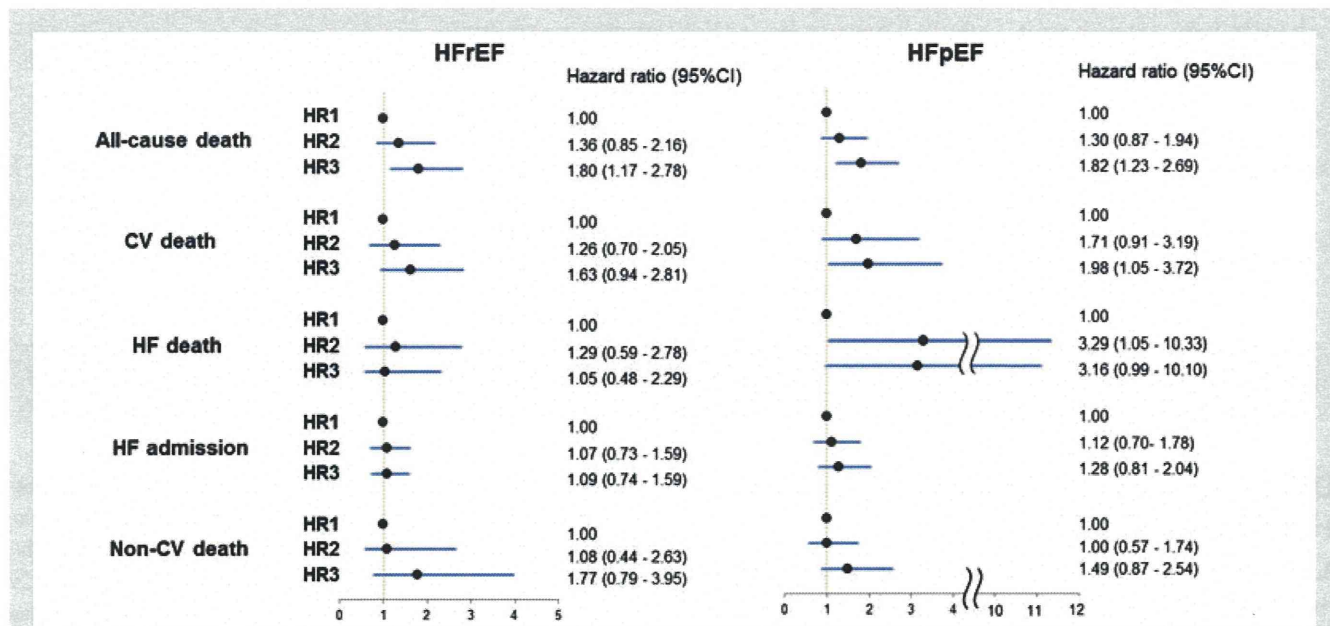 HFrEF HFpEF
Hazard ratio (95%CI) Hazard ratio (95%CI)
All-cause death
HR1 1.00 1.00
HR2 1.36 (0.85 - 2.16) 1.30 (0.87 - 1.94)
HR3 1.80 (1.17 - 2.78) 1.82 (1.23 - 2.69)
CV death
HR1 1.00 1.00
HR2 1.26 (0.70 - 2.05) 1.71 (0.91 - 3.19)
HR3 1.63 (0.94 - 2.81) 1.98 (1.05 - 3.72)
HF death
HR1 1.00 1.00
HR2 1.29 (0.59 - 2.78) 3.29 (1.05 - 10.33)
HR3 1.05 (0.48 - 2.29) 3.16 (0.99 - 10.10)
HF admission
HR1 1.00 1.00
HR2 1.07 (0.73 - 1.59) 1.12 (0.70- 1.78)
HR3 1.09 (0.74 - 1.59) 1.28 (0.81 - 2.04)
Non-CV death
HR1 1.00 1.00
HR2 1.08 (0.44 - 2.63) 1.00 (0.57 - 1.74)
HR3 1.77 (0.79 - 3.95) 1.49 (0.87 - 2.54)
0 1 2 3 4 5 0 1 2 3 4 10 11 12